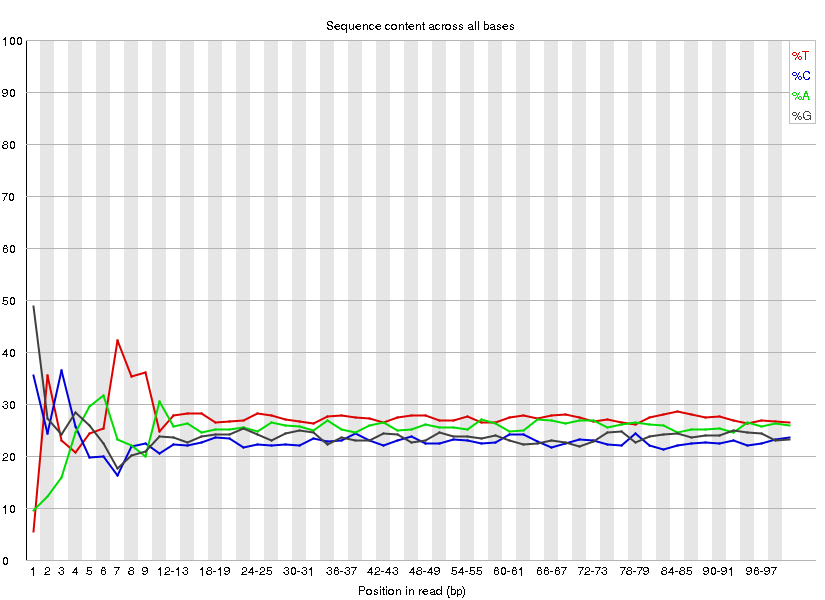 Sequence content across all bases
100
90
80
70
60
50
40
30
20
10
0
%T
%C
%A
%G
1 2 3 4 5 6 7 8 9 12-13 18-19 24-25 30-31 36-37 42-43 48-49 54-55 60-61 66-67 72-73 78-79 84-85 90-91 96-97
Position in read (bp)